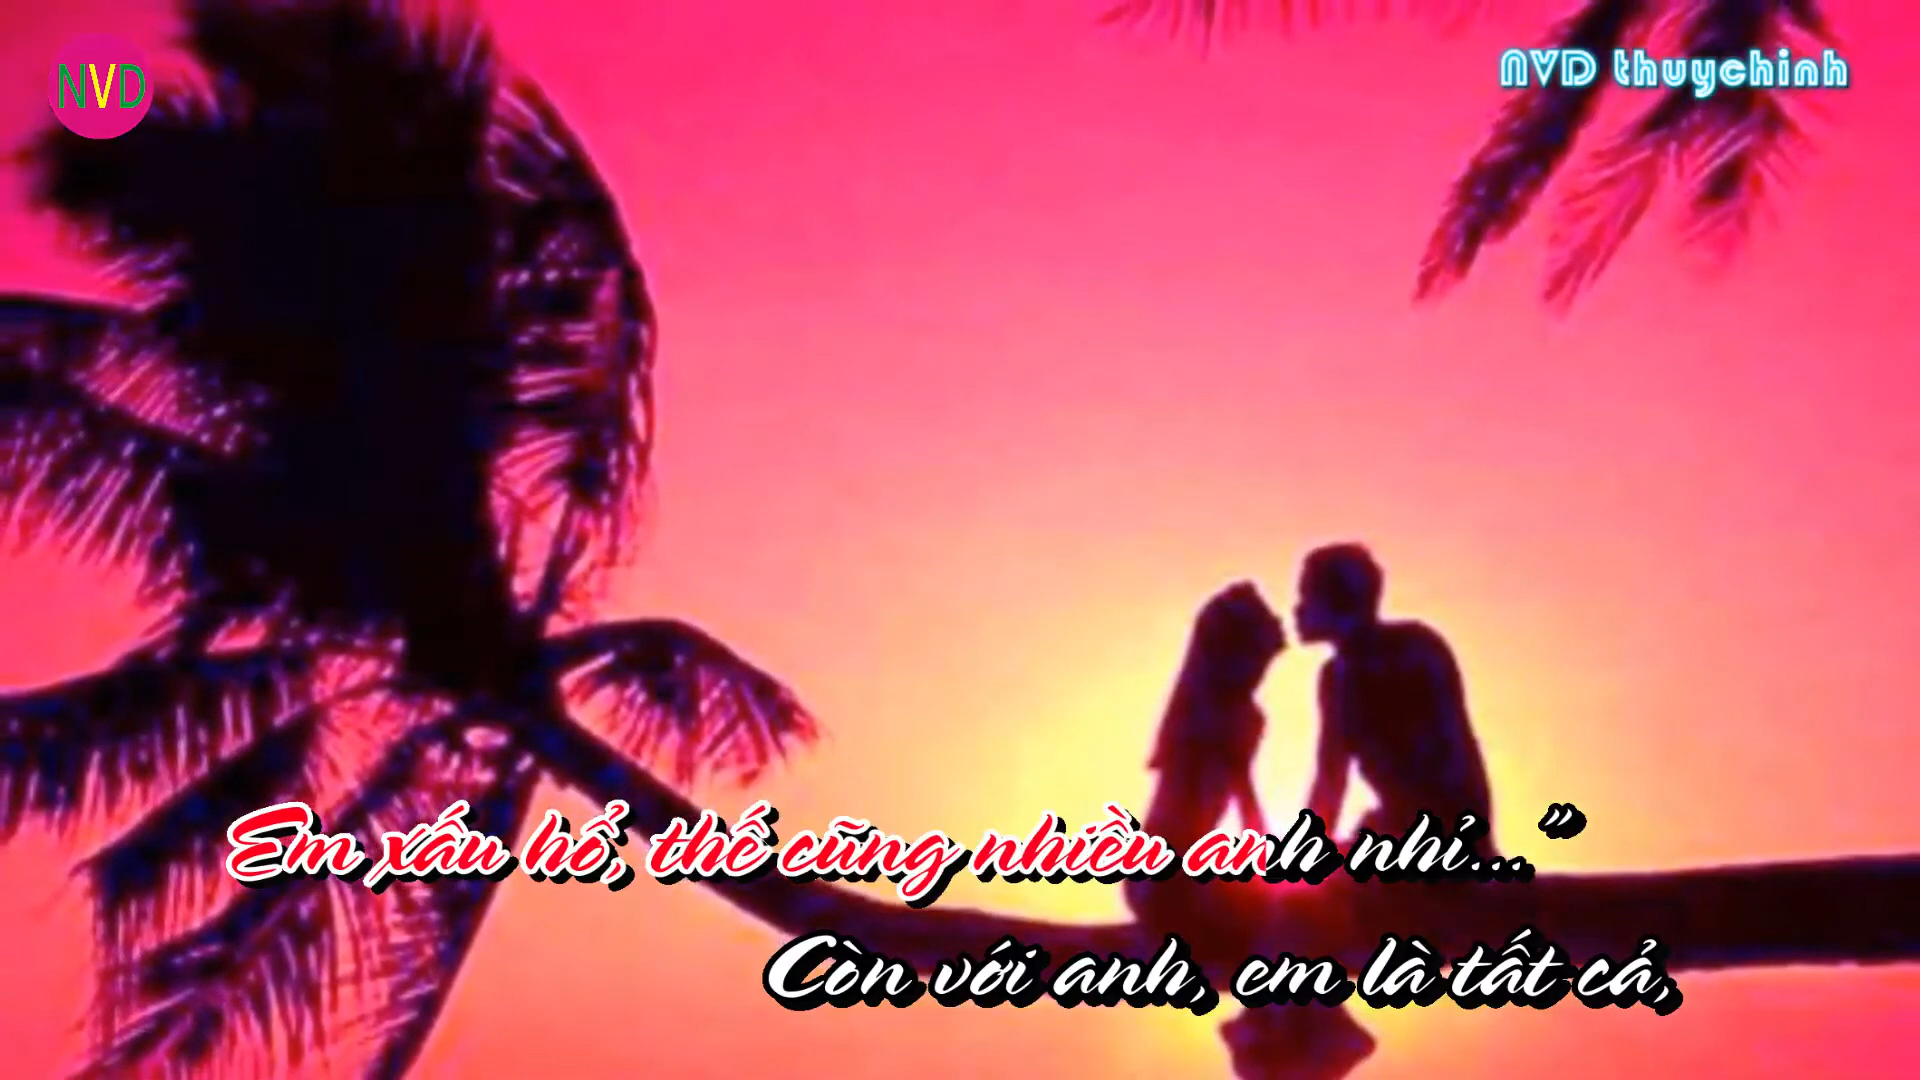 NVD
NVD thuychinh
Em xấu hổ, thế cũng nhiều anh nhỉ..."
Còn với anh, em là tất cả,